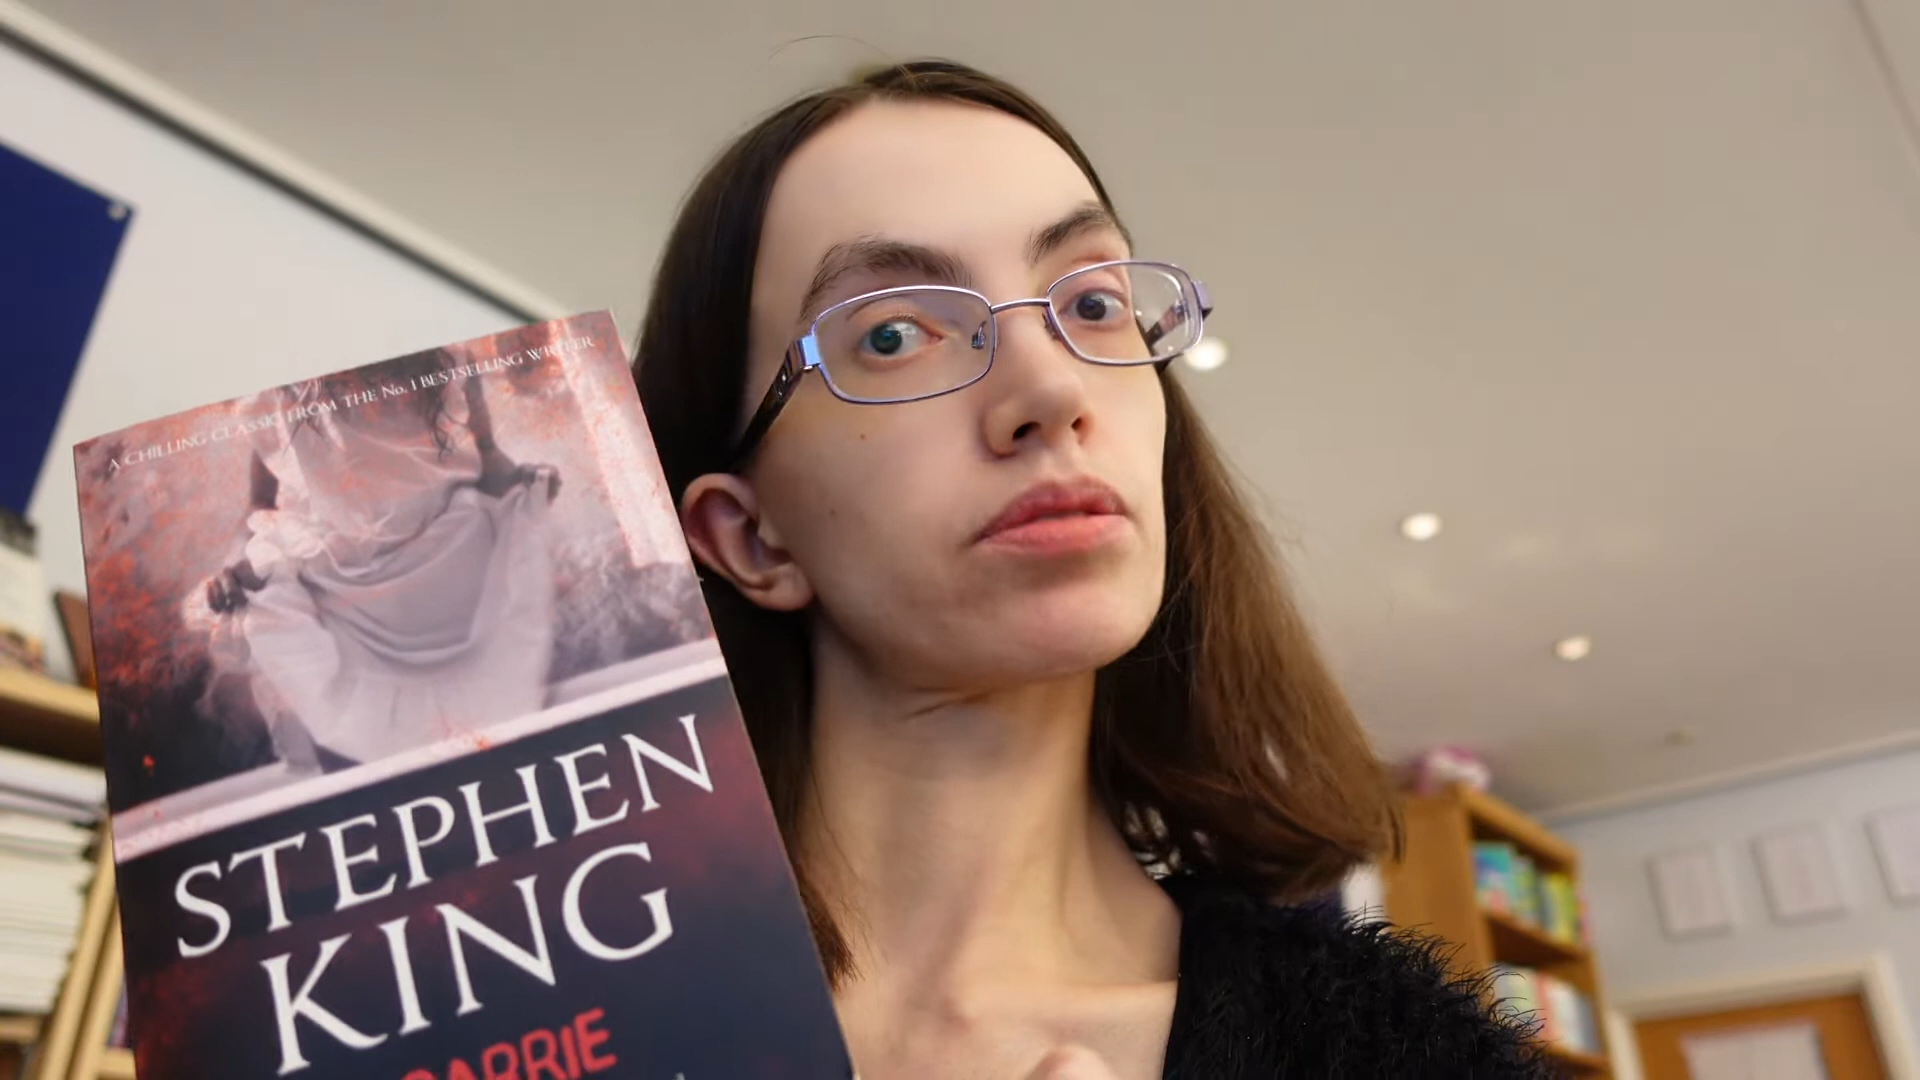 A CHILLING CLASSIC FROM THE No. 1 BESTSELLING WRITER
STEPHEN
KING
CARRIE